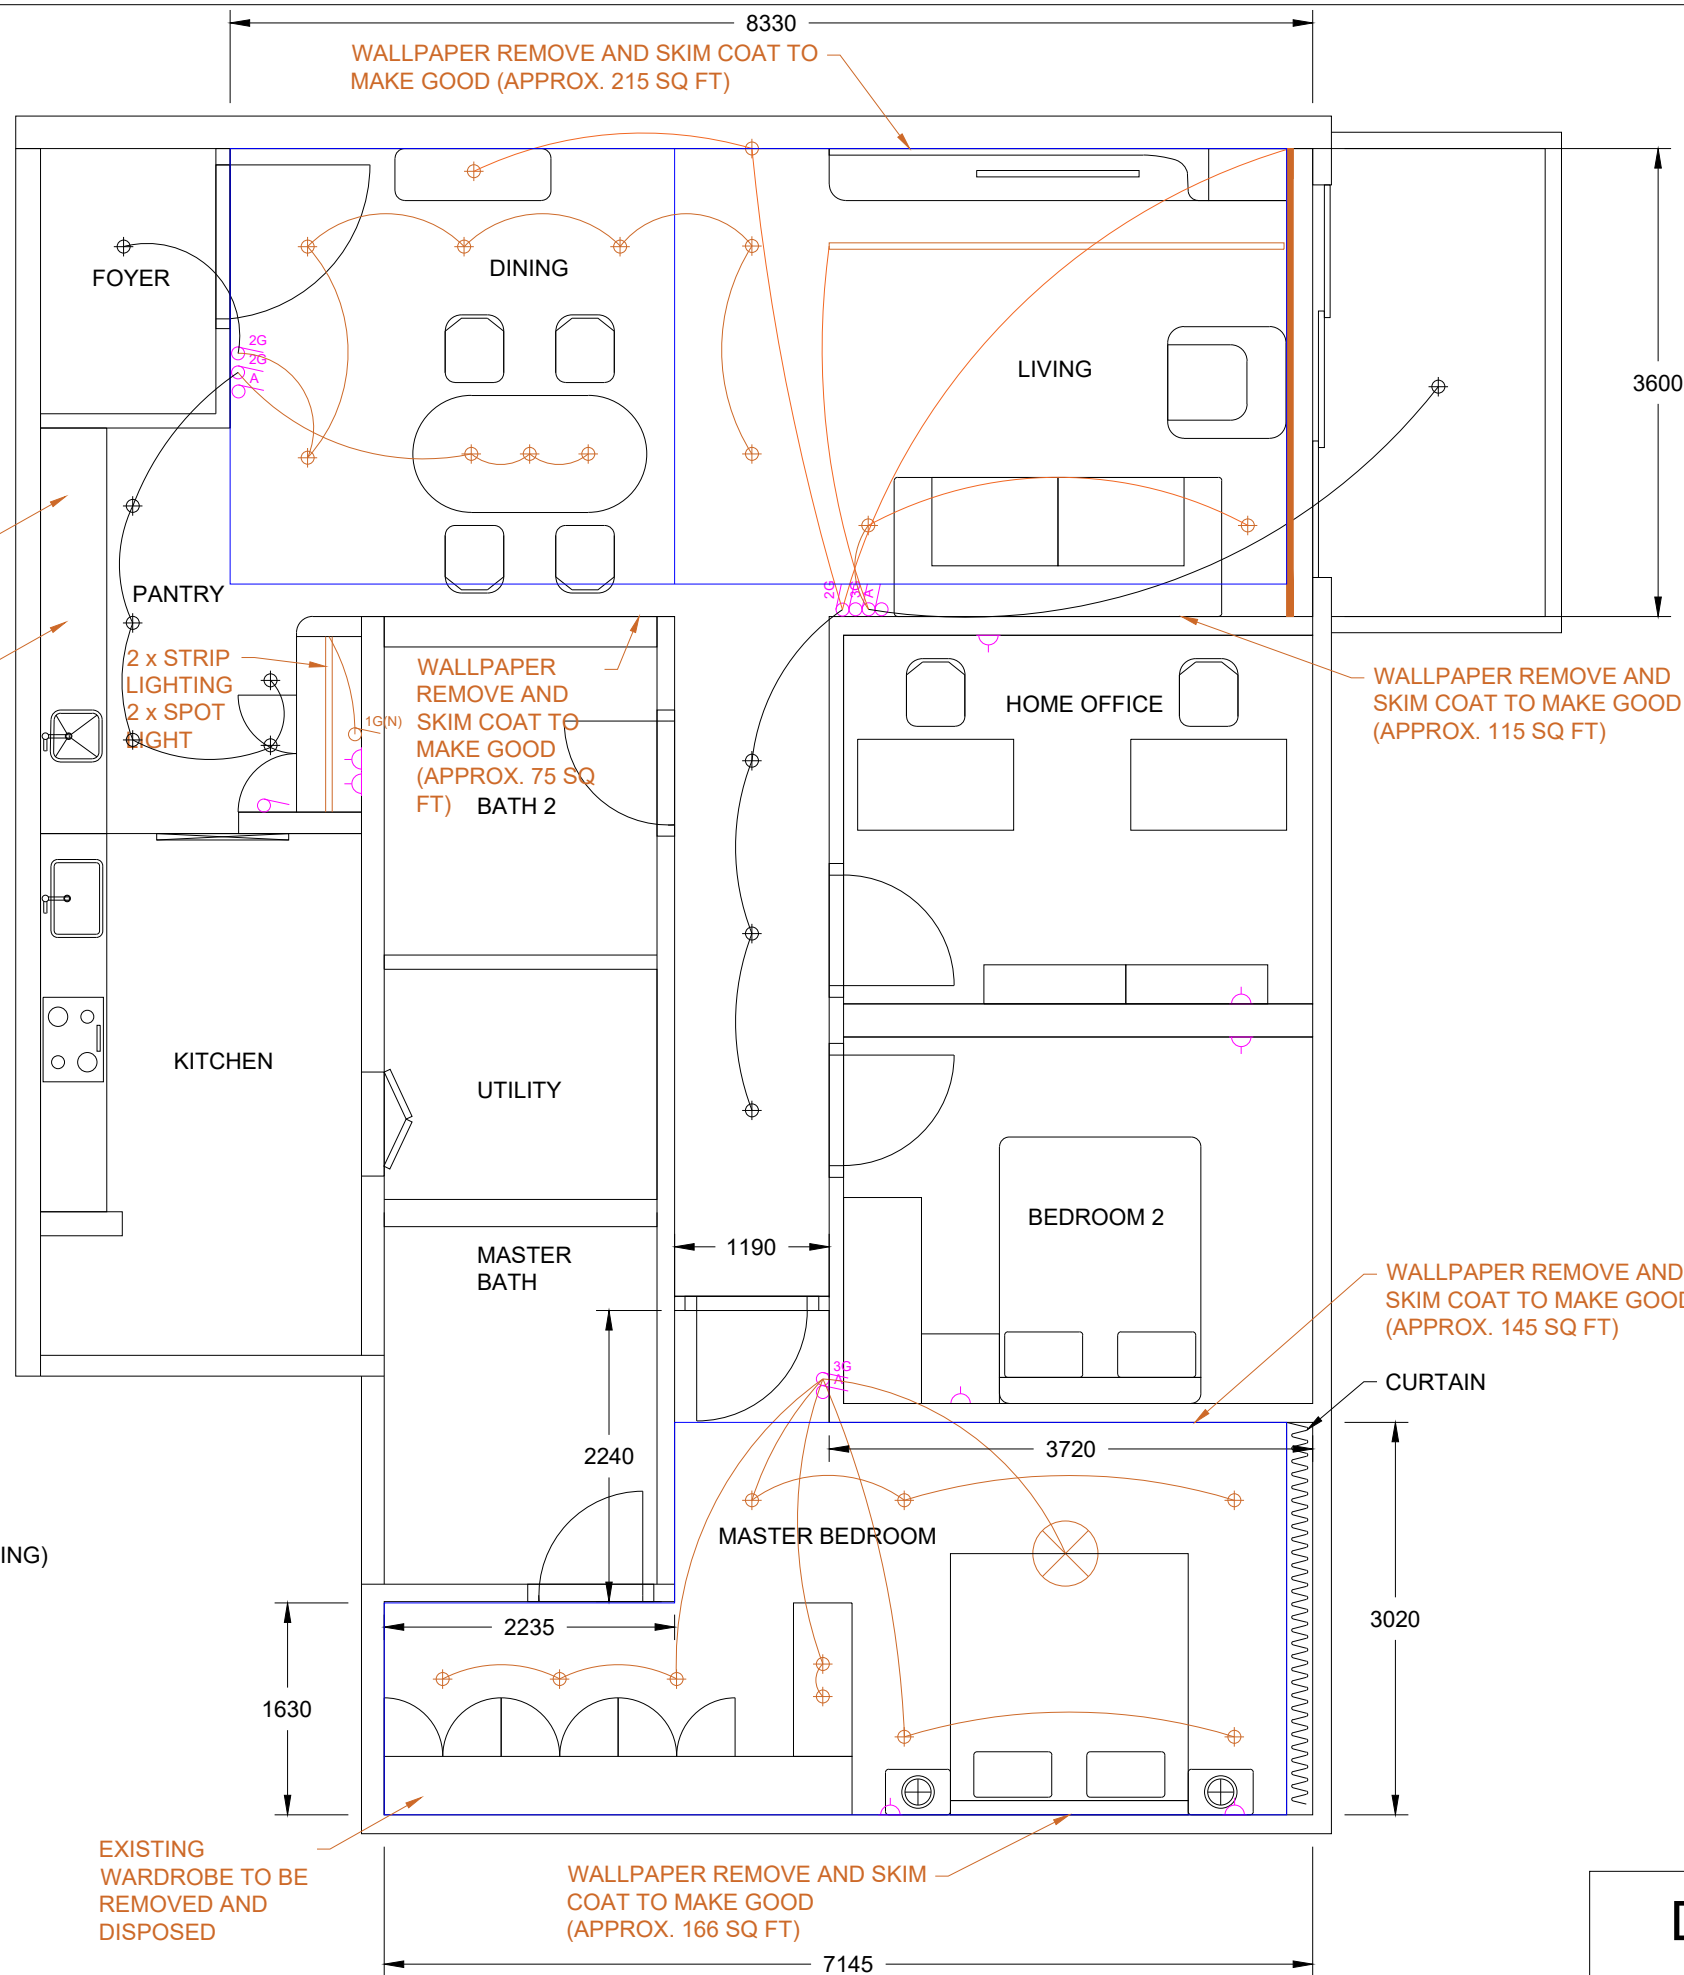 8330
WALLPAPER REMOVE AND SKIM COAT TO
MAKE GOOD (APPROX. 215 SQ FT)
FOYER
DINING
2G
2G
A
LIVING
3600
PANTRY
2G
3G
A
2 x STRIP
LIGHTING
2 x SPOT
LIGHT
1G(N)
WALLPAPER
REMOVE AND
SKIM COAT TO
MAKE GOOD
(APPROX. 75 SQ
FT)
BATH 2
HOME OFFICE
WALLPAPER REMOVE AND
SKIM COAT TO MAKE GOOD
(APPROX. 115 SQ FT)
KITCHEN
UTILITY
BEDROOM 2
MASTER
BATH
1190
WALLPAPER REMOVE AND
SKIM COAT TO MAKE GOOD
(APPROX. 145 SQ FT)
3G
A
CURTAIN
2240
3720
MASTER BEDROOM
ING)
2235
3020
1630
EXISTING
WARDROBE TO BE
REMOVED AND
DISPOSED
WALLPAPER REMOVE AND SKIM
COAT TO MAKE GOOD
(APPROX. 166 SQ FT)
7145